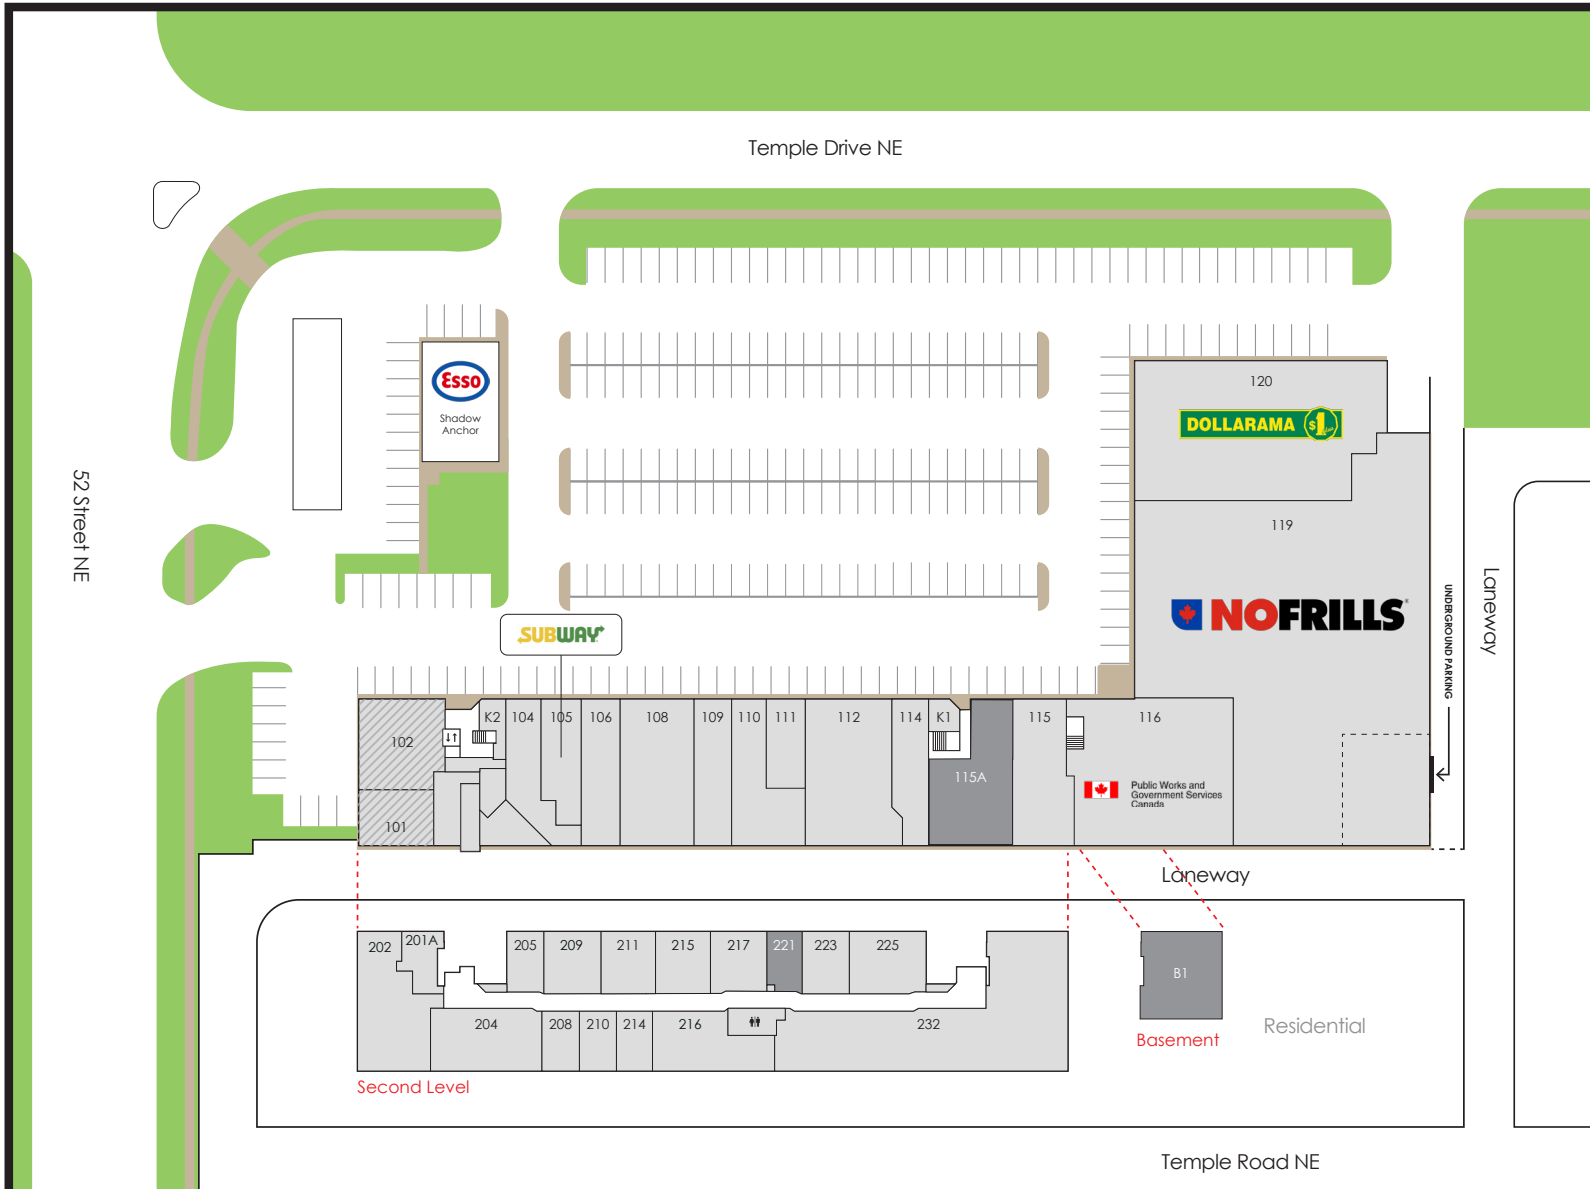 Temple Drive NE
Esso
Shadow
Anchor
120
DOLLARAMA $1
52 Street NE
119
Laneway
UNDERGROUND PARKING
NOFRILLS
SUBWAY
102
K2
104
105
106
108
109
110
111
112
114
K1
115
116
115A
Public Works and
Government Services
Canada
101
Laneway
202
201A
205
209
211
215
217
221
223
225
B1
204
208
210
214
216
232
Residential
Basement
Second Level
Temple Road NE